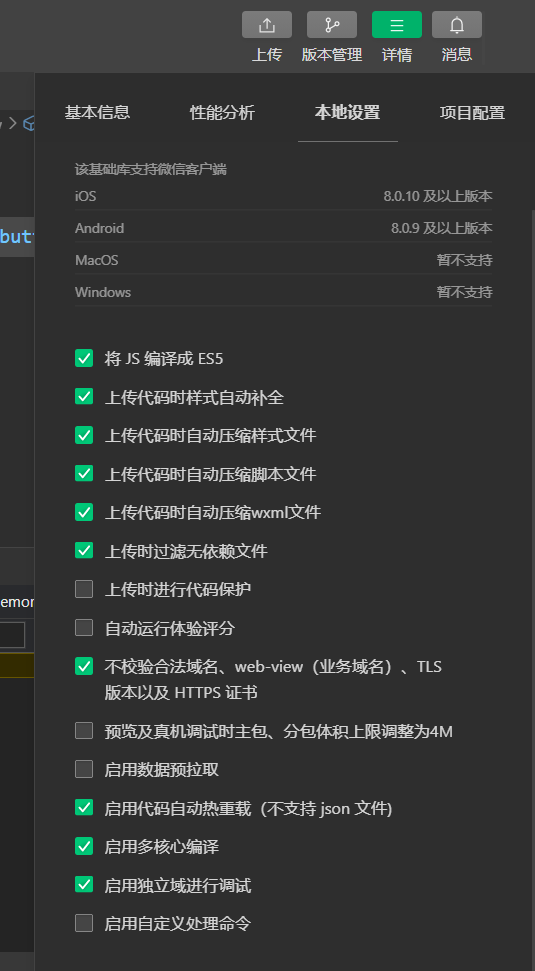 上传
版本管理
详情
消息
基本信息
性能分析
本地设置
项目配置
该基础库支持微信客户端
iOS 8.0.10 及以上版本
Android 8.0.9 及以上版本
MacOS 暂不支持
Windows 暂不支持
but
将 JS 编译成 ES5
上传代码时样式自动补全
上传代码时自动压缩样式文件
上传代码时自动压缩脚本文件
上传代码时自动压缩wxml文件
上传时过滤无依赖文件
上传时进行代码保护
emor
自动运行体验评分
不校验合法域名、web-view（业务域名）、TLS
版本以及 HTTPS 证书
预览及真机调试时主包、分包体积上限调整为4M
启用数据预拉取
启用代码自动热重载（不支持 json 文件)
启用多核心编译
启用独立域进行调试
启用自定义处理命令